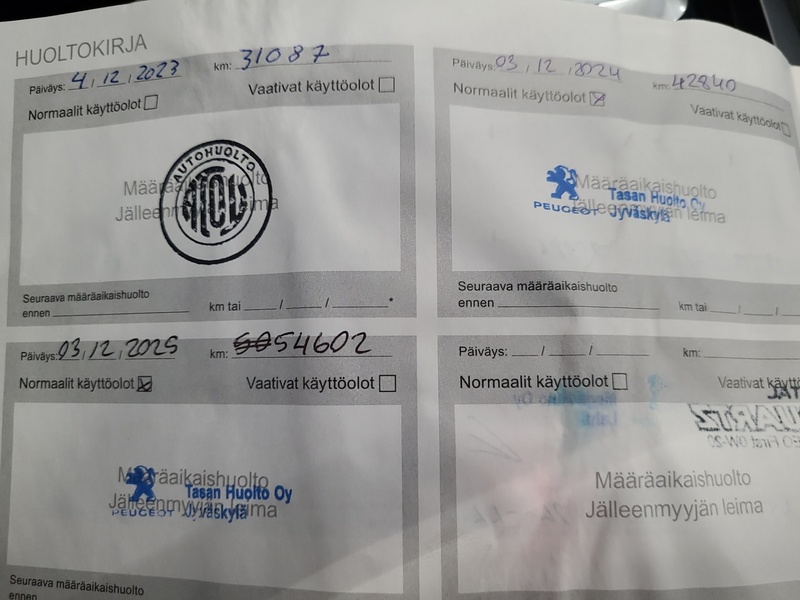 HUOLTOKIRJA
Päiväys: 4, 12, 2023 km: 31087
Normaalit käyttöolot Vaativat käyttöolot
Määräaikaishuolto
Jälleenmyyjän leima
AUTOHUOLTO
Seuraava määräaikaishuolto
ennen km tai / / *
Päiväys: 03, 12, 2024 km: 42840
Normaalit käyttöolot Vaativat käyttöolot
Määräaikaishuolto
Jälleenmyyjän leima
Tasan Huolto Oy
PEUGEOT Jyväskylä
Seuraava määräaikaishuolto
ennen km tai / /
Päiväys: 03, 12, 2025 km: 54602
Normaalit käyttöolot Vaativat käyttöolot
Määräaikaishuolto
Jälleenmyyjän leima
Tasan Huolto Oy
PEUGEOT Jyväskylä
Seuraava määräaikaishuolto
ennen
Päiväys: / / km:
Normaalit käyttöolot Vaativat
Määräaikaishuolto
Jälleenmyyjän leima